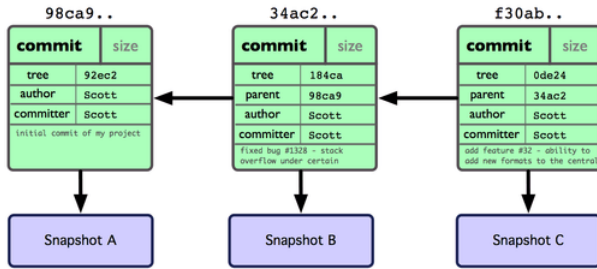 98ca9..
commit size
tree 92ec2
author Scott
committer Scott
initial commit of my project
Snapshot A
34ac2..
commit size
tree 184ca
parent 98ca9
author Scott
committer Scott
fixed bug #1328 - stack
overflow under certain
Snapshot B
f30ab..
commit size
tree 0de24
parent 34ac2
author Scott
committer Scott
add feature #32 - ability to
add new formats to the central
Snapshot C